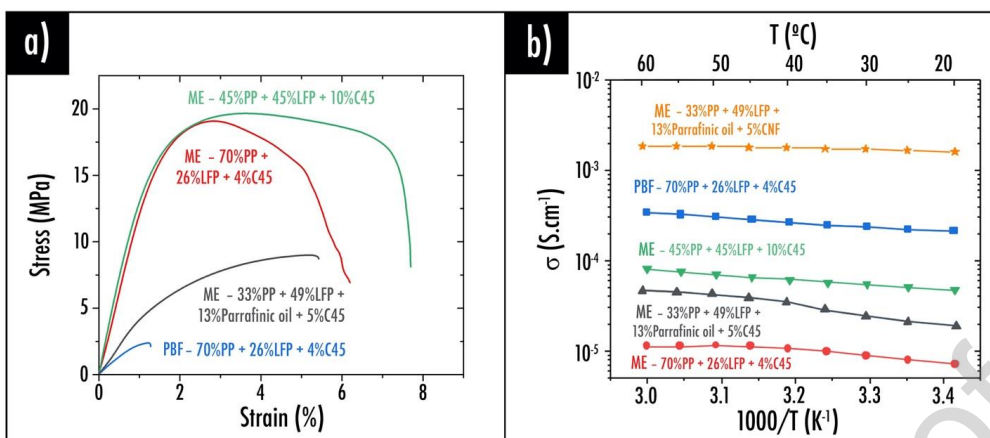 a)
ME – 45%PP + 45%LFP + 10%C45
ME – 70%PP +
26%LFP + 4%C45
ME – 33%PP + 49%LFP +
13%Parrafinic oil + 5%C45
PBF – 70%PP + 26%LFP + 4%C45
Stress (MPa)
20
15
10
5
0
0
2
4
6
8
Strain (%)
b)
T (ºC)
60
50
40
30
20
10-2
10-3
10-4
10-5
σ (S.cm-1)
ME – 33%PP + 49%LFP +
13%Parrafinic oil + 5%CNF
PBF – 70%PP + 26%LFP + 4%C45
ME – 45%PP + 45%LFP + 10%C45
ME – 33%PP + 49%LFP +
13%Parrafinic oil + 5%C45
ME – 70%PP + 26%LFP + 4%C45
3.0
3.1
3.2
3.3
3.4
1000/T (K-1)